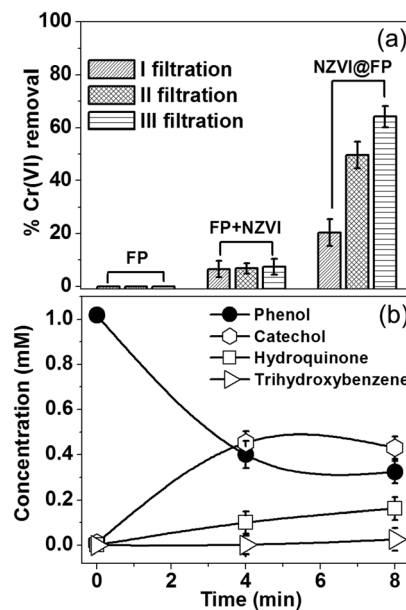 (a)
I filtration
II filtration
III filtration
NZVI@FP
FP+NZVI
FP
% Cr(VI) removal
100
80
60
40
20
0
(b)
Phenol
Catechol
Hydroquinone
Trihydroxybenzene
Concentration (mM)
1.0
0.8
0.6
0.4
0.2
0.0
0 2 4 6 8
Time (min)